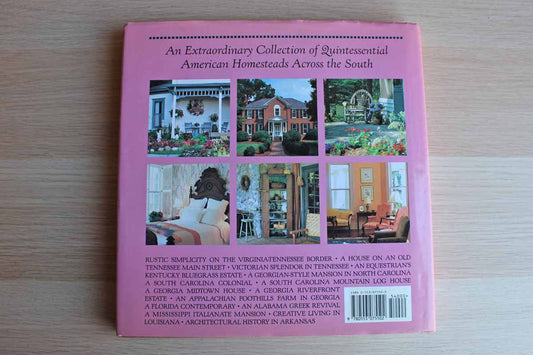 An Extraordinary Collection of Quintessential
American Homesteads Across the South
RUSTIC SIMPLICITY ON THE VIRGINIATENNESSEE BORDER • A HOUSE ON AN OLD
TENNESSEE MAIN STREET • VICTORIAN SPLENDOR IN TENNESSEE • AN EQUESTRIAN'S
KENTUCKY BLUEGRASS ESTATE • A GEORGIAN-STYLE MANSION IN NORTH CAROLINA
A SOUTH CAROLINA COLONIAL • A SOUTH CAROLINA MOUNTAIN LOG HOUSE
A GEORGIA MIDTOWN HOUSE • A GEORGIA RIVERFRONT
ESTATE • AN APPALACHIAN FOOTHILLS FARM IN GEORGIA
A FLORIDA CONTEMPORARY • AN ALABAMA GREEK REVIVAL
A MISSISSIPPI ITALIANATE MANSION • CREATIVE LIVING IN
LOUISIANA • ARCHITECTURAL HISTORY IN ARKANSAS